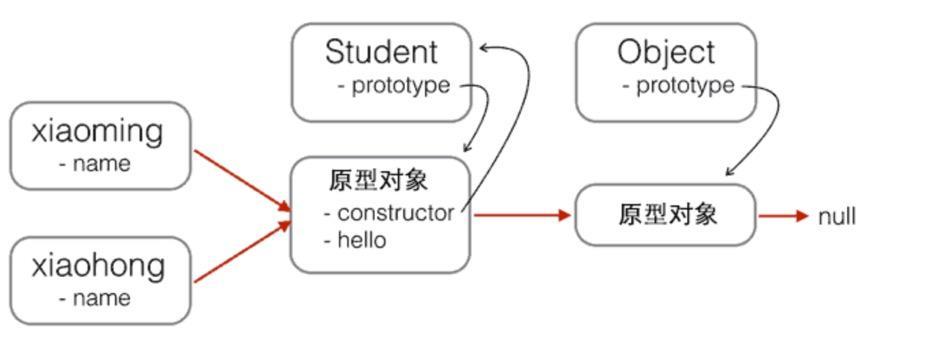 Student
- prototype
Object
- prototype
xiaoming
- name
原型对象
- constructor
- hello
原型对象
null
xiaohong
- name